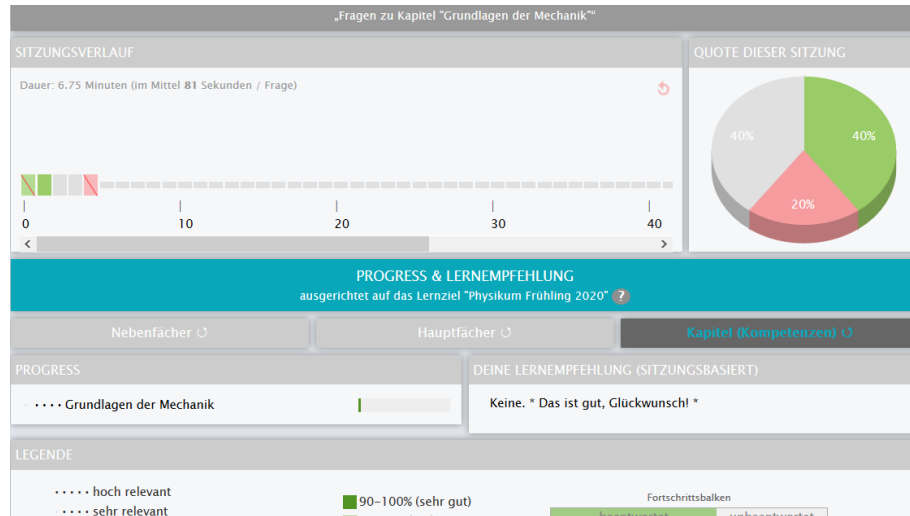 „Fragen zu Kapitel "Grundlagen der Mechanik"“
SITZUNGSVERLAUF
Dauer: 6.75 Minuten (im Mittel 81 Sekunden / Frage)
0 10 20 30 40
QUOTE DIESER SITZUNG
40% 40%
20%
PROGRESS & LERNEMPFEHLUNG
ausgerichtet auf das Lernziel "Physikum Frühling 2020" ?
Nebenfächer Hauptfächer Kapitel (Kompetenzen)
PROGRESS
Grundlagen der Mechanik
DEINE LERNEMPFEHLUNG (SITZUNGSBASIERT)
Keine. * Das ist gut, Glückwunsch! *
LEGENDE
hoch relevant
sehr relevant
90-100% (sehr gut)
Fortschrittsbalken
beantwortet unbeantwortet